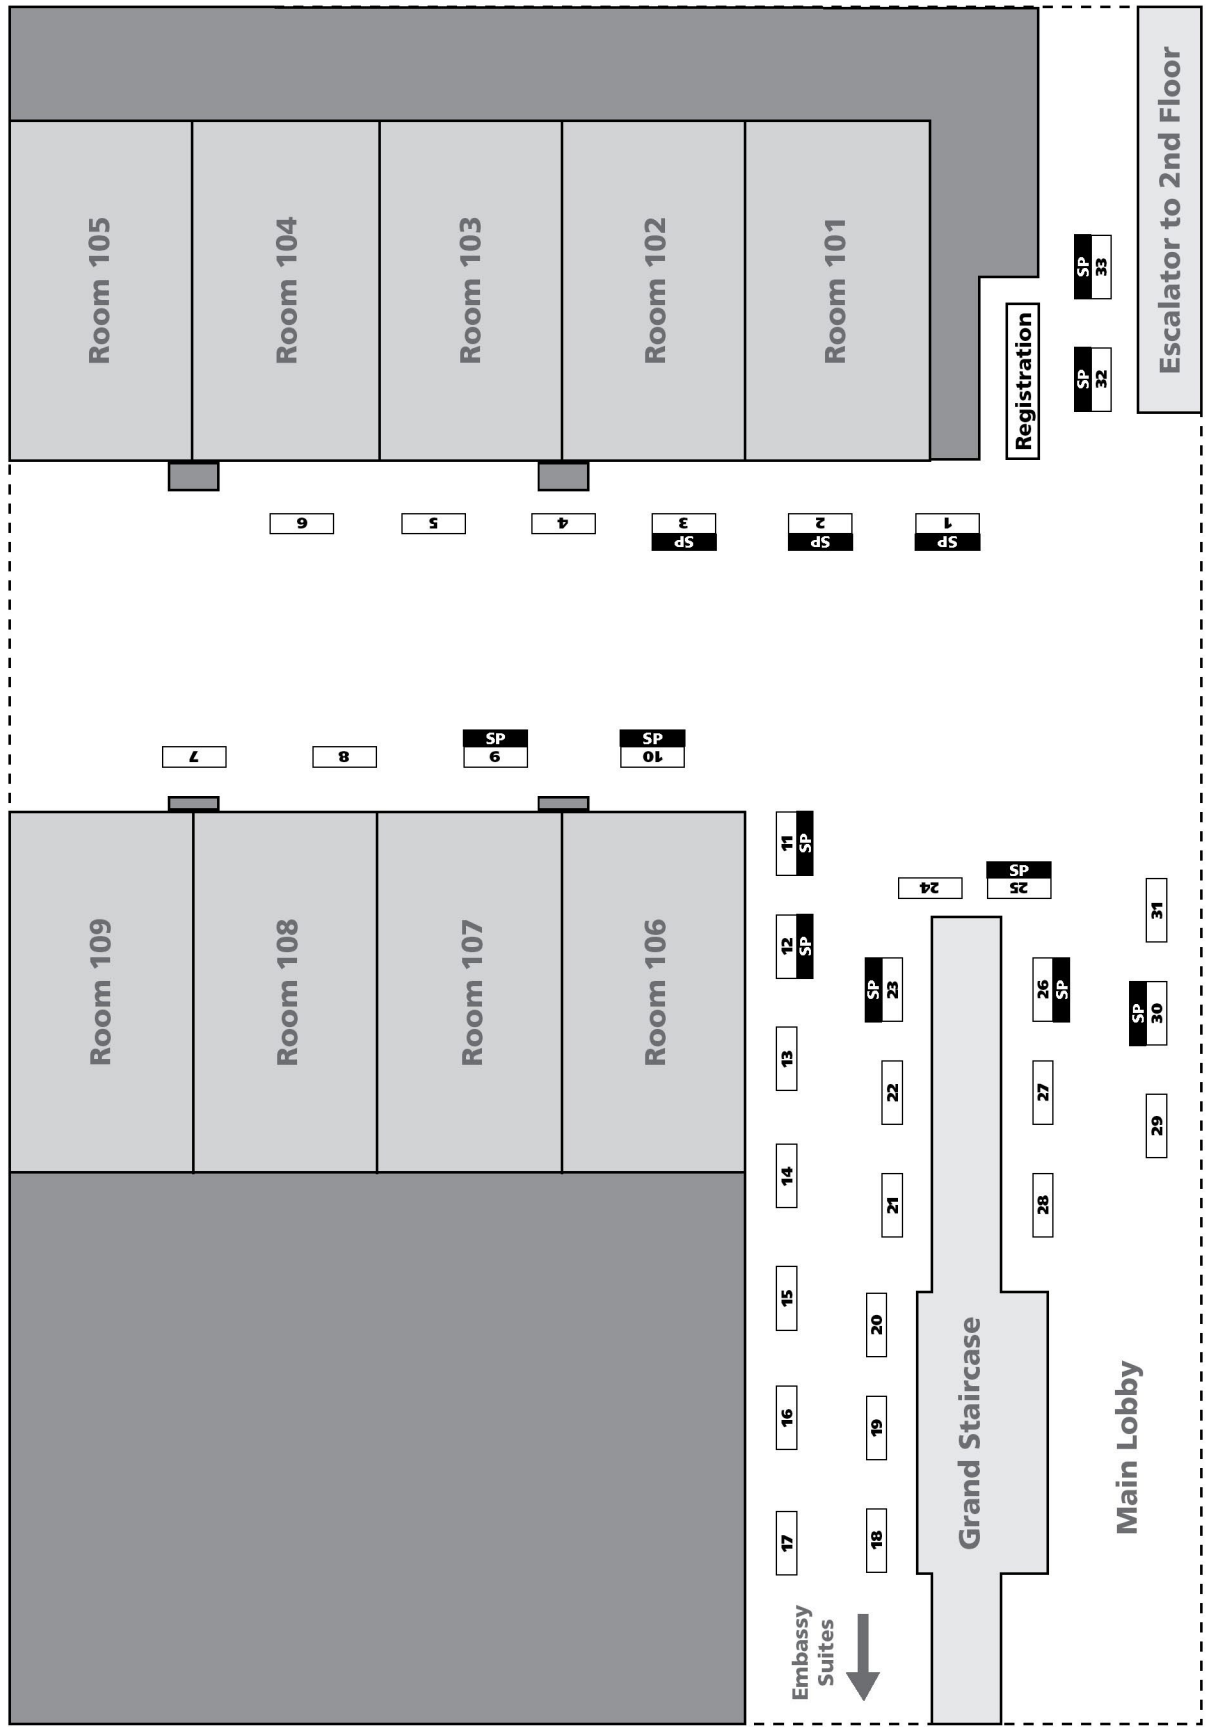 Escalator to 2nd Floor
Room 105
Room 104
Room 103
Room 102
Room 101
SP
33
SP
32
Registration
6
5
4
3
SP
2
SP
1
SP
7
8
SP
9
SP
10
11
SP
12
SP
13
14
15
16
17
24
SP
25
31
SP
23
26
SP
SP
30
22
27
29
21
28
20
19
18
Room 109
Room 108
Room 107
Room 106
Grand Staircase
Main Lobby
Embassy
Suites